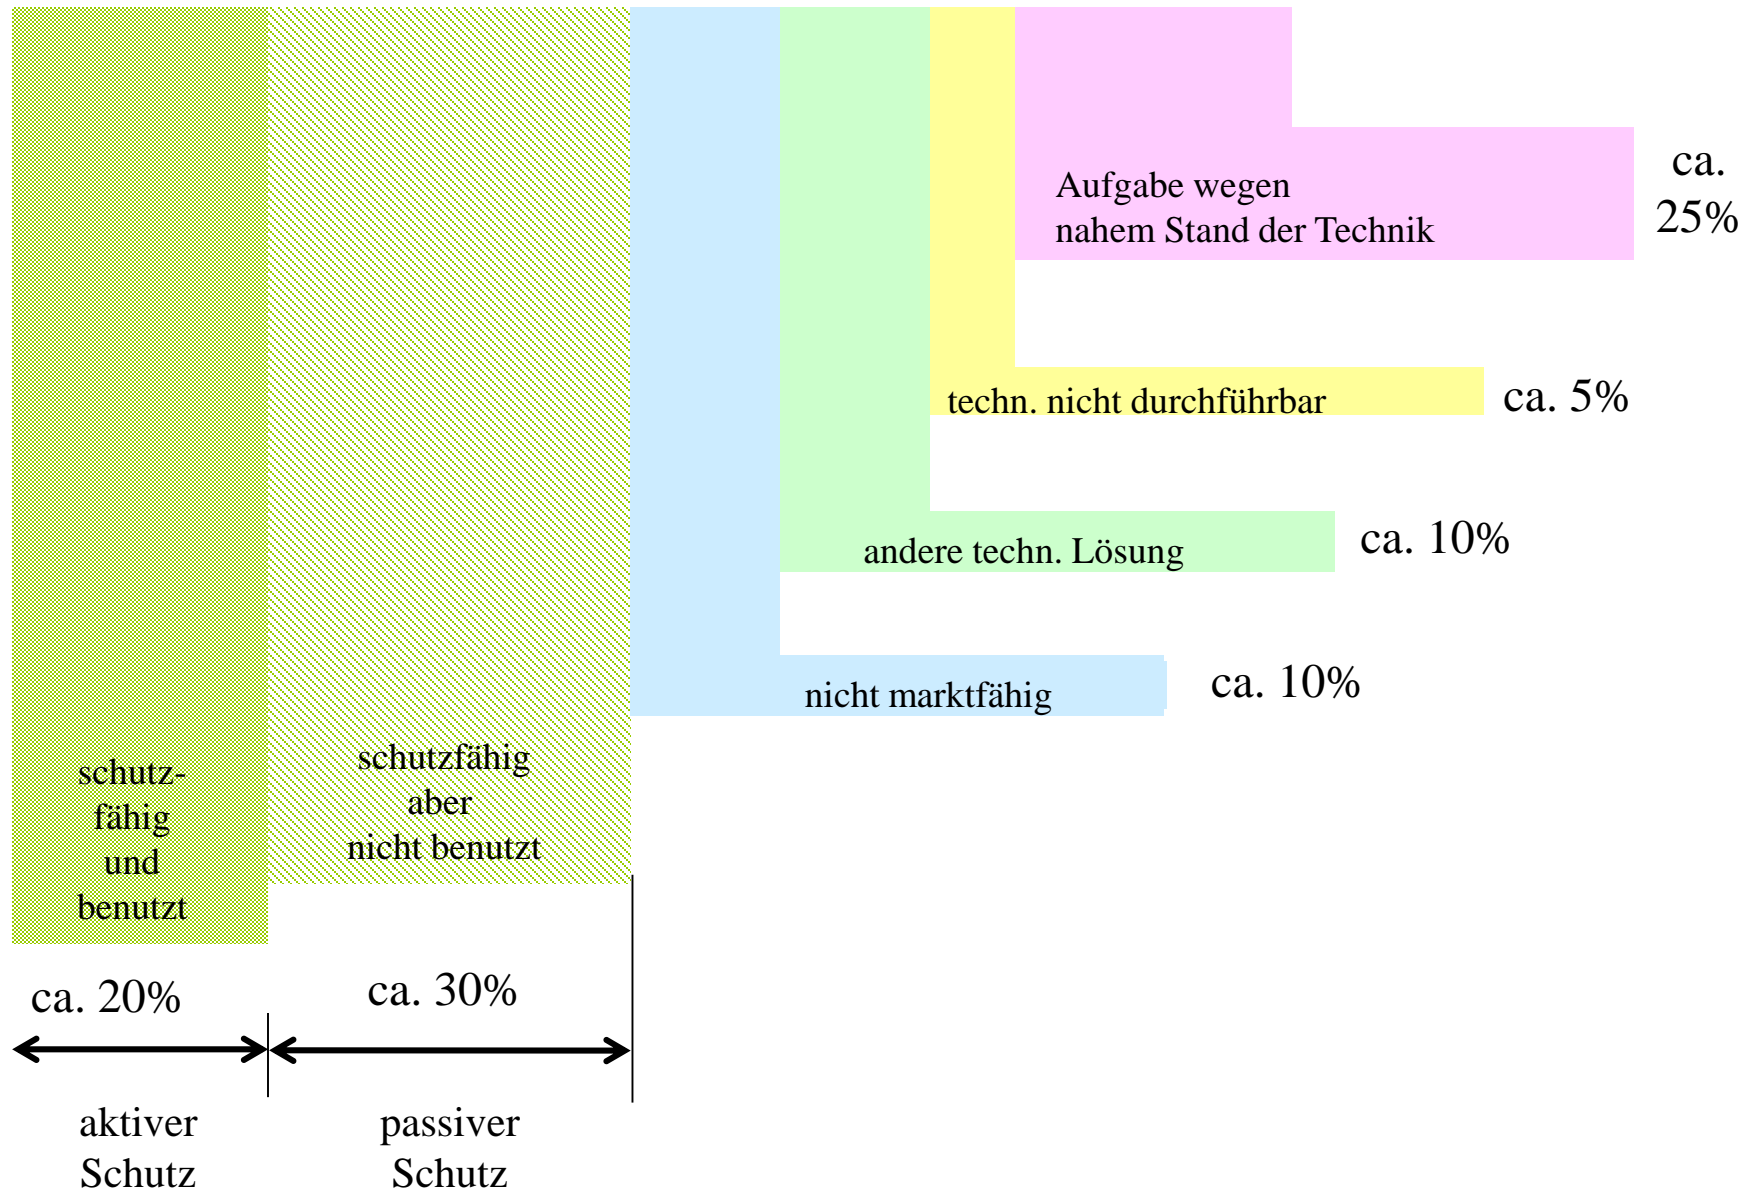 Aufgabe wegen
nahem Stand der Technik
ca.
25%
techn. nicht durchführbar
ca. 5%
andere techn. Lösung
ca. 10%
nicht marktfähig
ca. 10%
schutz-
fähig
und
benutzt
schutzfähig
aber
nicht benutzt
ca. 20%
ca. 30%
aktiver
Schutz
passiver
Schutz